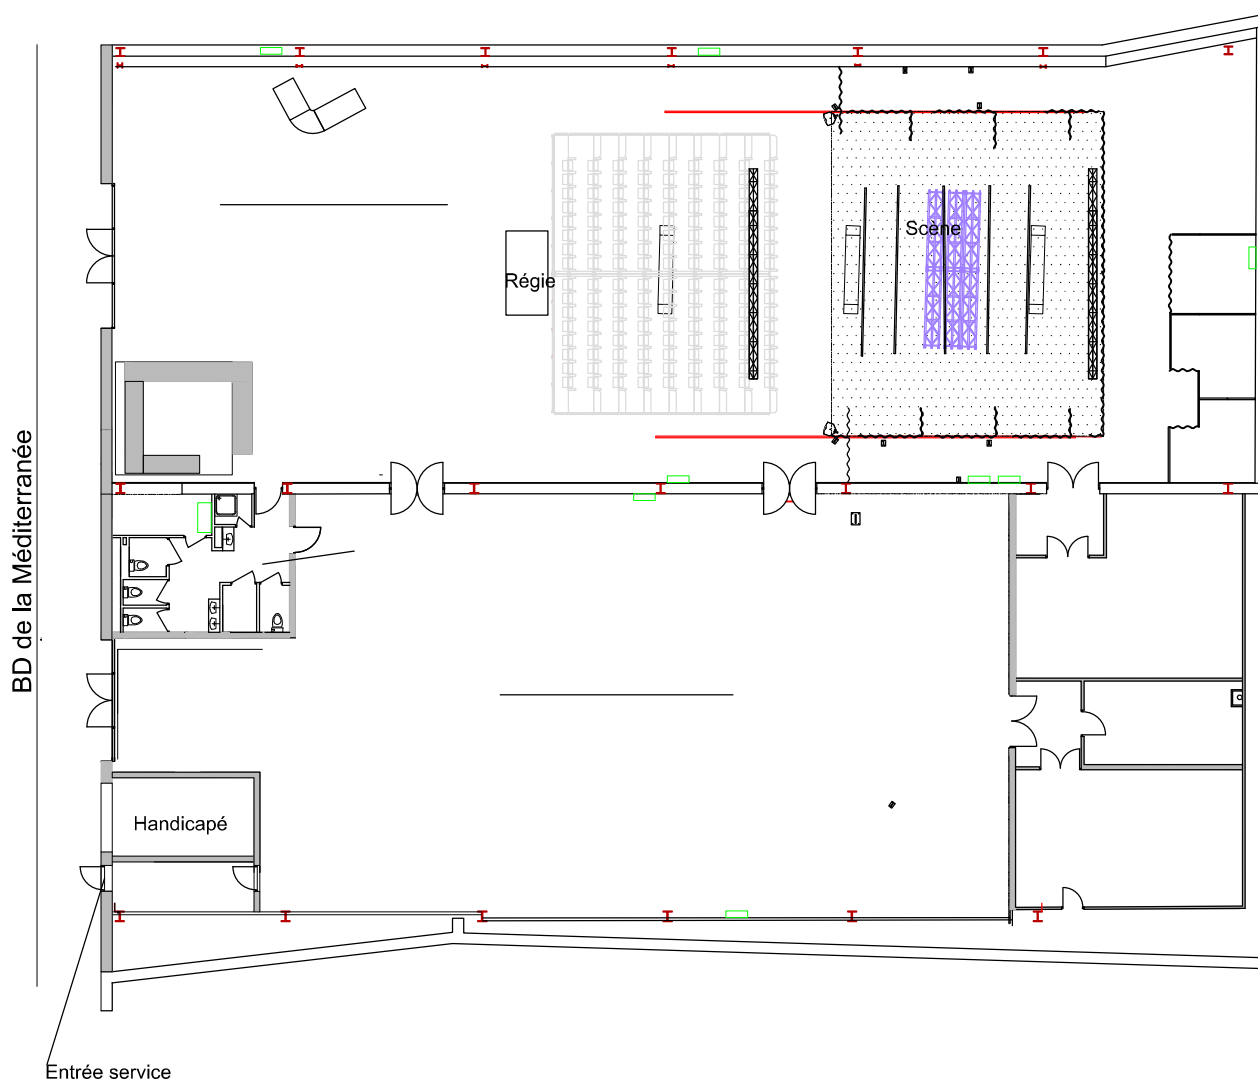 Scène
Régie
BD de la Méditerranée
Handicapé
Entrée service